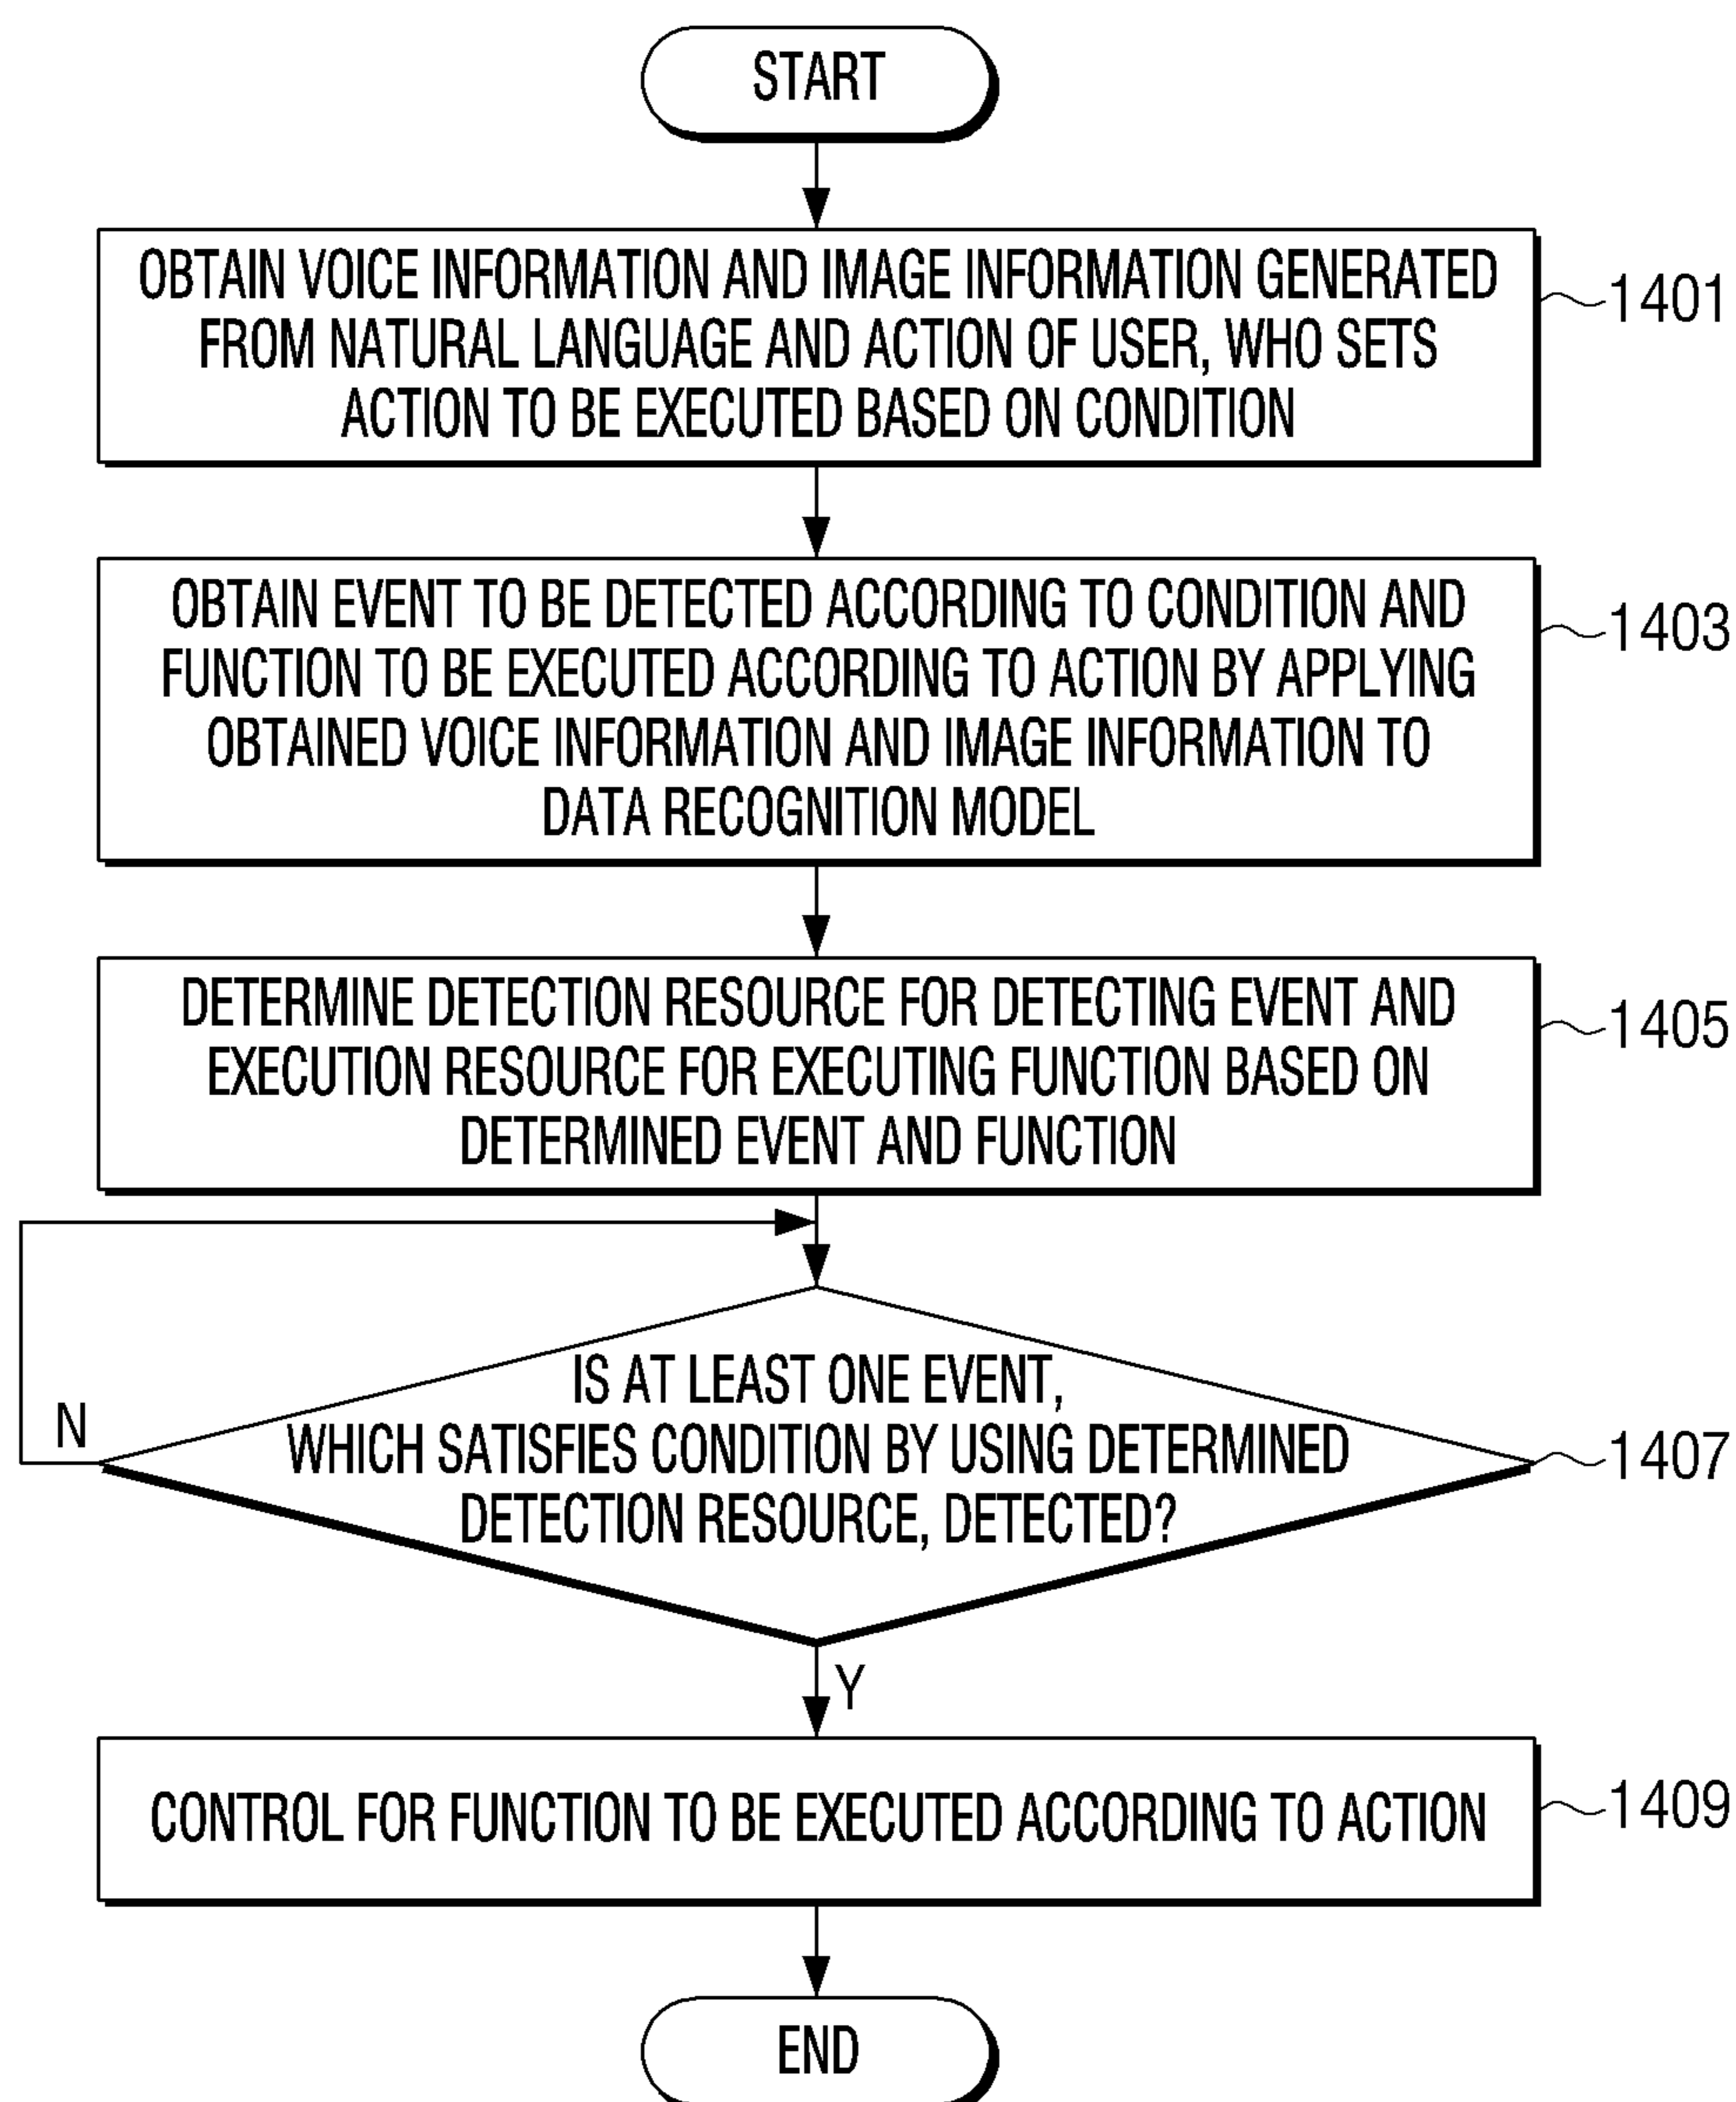 START
OBTAIN VOICE INFORMATION AND IMAGE INFORMATION GENERATED
FROM NATURAL LANGUAGE AND ACTION OF USER, WHO SETS
ACTION TO BE EXECUTED BASED ON CONDITION
1401
OBTAIN EVENT TO BE DETECTED ACCORDING TO CONDITION AND
FUNCTION TO BE EXECUTED ACCORDING TO ACTION BY APPLYING
OBTAINED VOICE INFORMATION AND IMAGE INFORMATION TO
DATA RECOGNITION MODEL
1403
DETERMINE DETECTION RESOURCE FOR DETECTING EVENT AND
EXECUTION RESOURCE FOR EXECUTING FUNCTION BASED ON
DETERMINED EVENT AND FUNCTION
1405
IS AT LEAST ONE EVENT,
WHICH SATISFIES CONDITION BY USING DETERMINED
DETECTION RESOURCE, DETECTED?
1407
N
Y
CONTROL FOR FUNCTION TO BE EXECUTED ACCORDING TO ACTION
1409
END